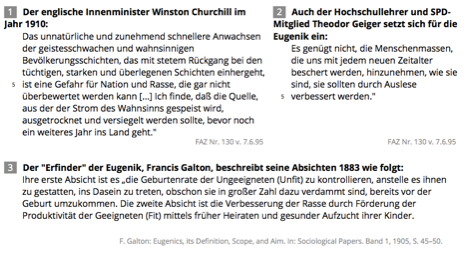 1 Der englische Innenminister Winston Churchill im
Jahr 1910:
Das unnatürliche und zunehmend schnellere Anwachsen
der geistesschwachen und wahnsinnigen
Bevölkerungsschichten, das mit stetem Rückgang bei den
tüchtigen, starken und überlegenen Schichten einhergeht,
5 ist eine Gefahr für Nation und Rasse, die gar nicht
überbewertet werden kann [...] Ich finde, daß die Quelle,
aus der der Strom des Wahnsinns gespeist wird,
ausgetrocknet und versiegelt werden sollte, bevor noch
ein weiteres Jahr ins Land geht."
FAZ Nr. 130 v. 7.6.95
2 Auch der Hochschullehrer und SPD-
Mitglied Theodor Geiger setzt sich für die
Eugenik ein:
Es genügt nicht, die Menschenmassen,
die uns mit jedem neuen Zeitalter
beschert werden, hinzunehmen, wie sie
sind, sie sollten durch Auslese
5 verbessert werden."
FAZ Nr. 130 v. 7.6.95
3 Der "Erfinder" der Eugenik, Francis Galton, beschreibt seine Absichten 1883 wie folgt:
Ihre erste Absicht ist es „die Geburtenrate der Ungeeigneten (Unfit) zu kontrollieren, anstelle es ihnen
zu gestatten, ins Dasein zu treten, obschon sie in großer Zahl dazu verdammt sind, bereits vor der
Geburt umzukommen. Die zweite Absicht ist die Verbesserung der Rasse durch Förderung der
Produktivität der Geeigneten (Fit) mittels früher Heiraten und gesunder Aufzucht ihrer Kinder.
F. Galton: Eugenics, its Definition, Scope, and Aim. In: Sociological Papers. Band 1, 1905, S. 45–50.